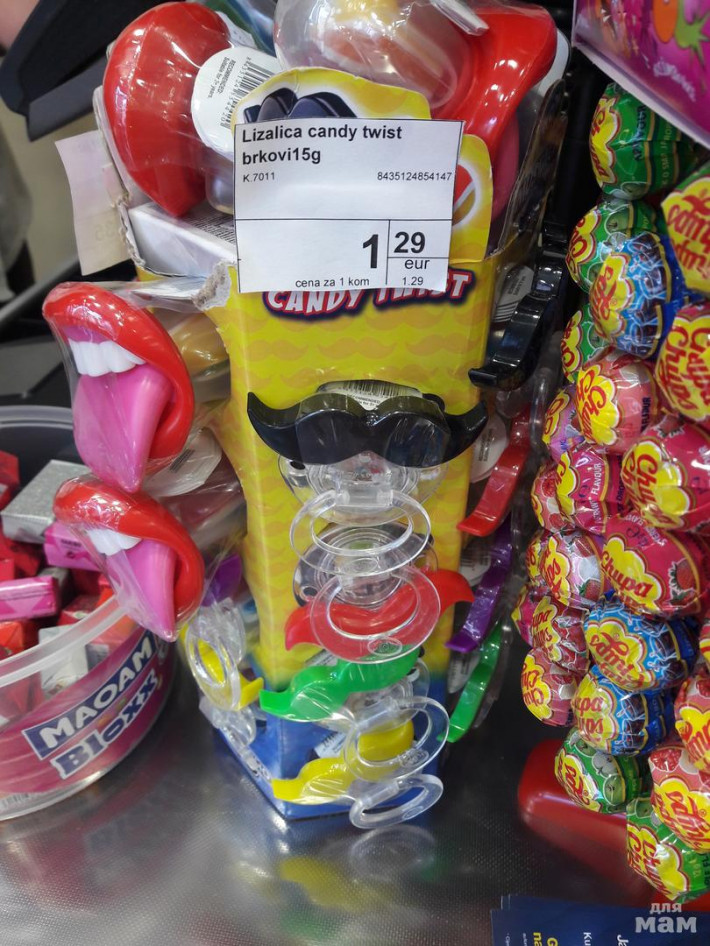 Lizalica candy twist
brkovi15g
K.7011 8435124854147
1 29
eur
cena za 1 kom 1.29
CANDY TWIST
RECOMMENDED
MAOAM
BloxX
Chupa
Chups
для
мам